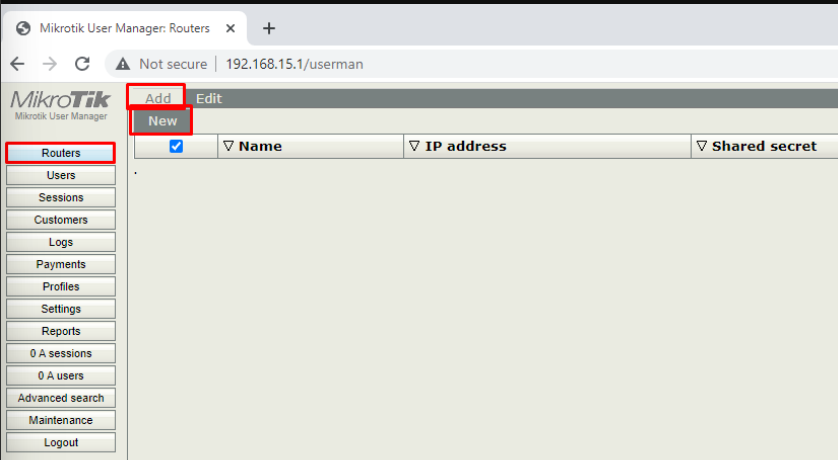 Mikrotik User Manager: Routers
Not secure 192.168.15.1/userman
MikroTik
Mikrotik User Manager
Add Edit
New
Name IP address Shared secret
.
Routers
Users
Sessions
Customers
Logs
Payments
Profiles
Settings
Reports
0 A sessions
0 A users
Advanced search
Maintenance
Logout